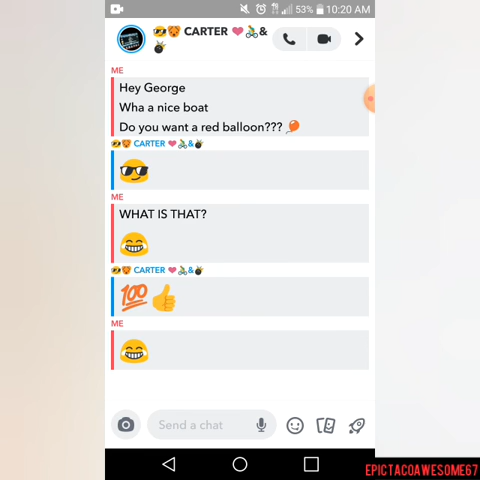 53% 10:20 AM
😎🦁 CARTER ❤️🚴&
💣
ME
Hey George
Wha a nice boat
Do you want a red balloon??? 🎈
😎🦁 CARTER ❤️🚴&💣
😎
ME
WHAT IS THAT?
😂
😎🦁 CARTER ❤️🚴&💣
💯👍
ME
😂
Send a chat
EPICTACOAWESOME67